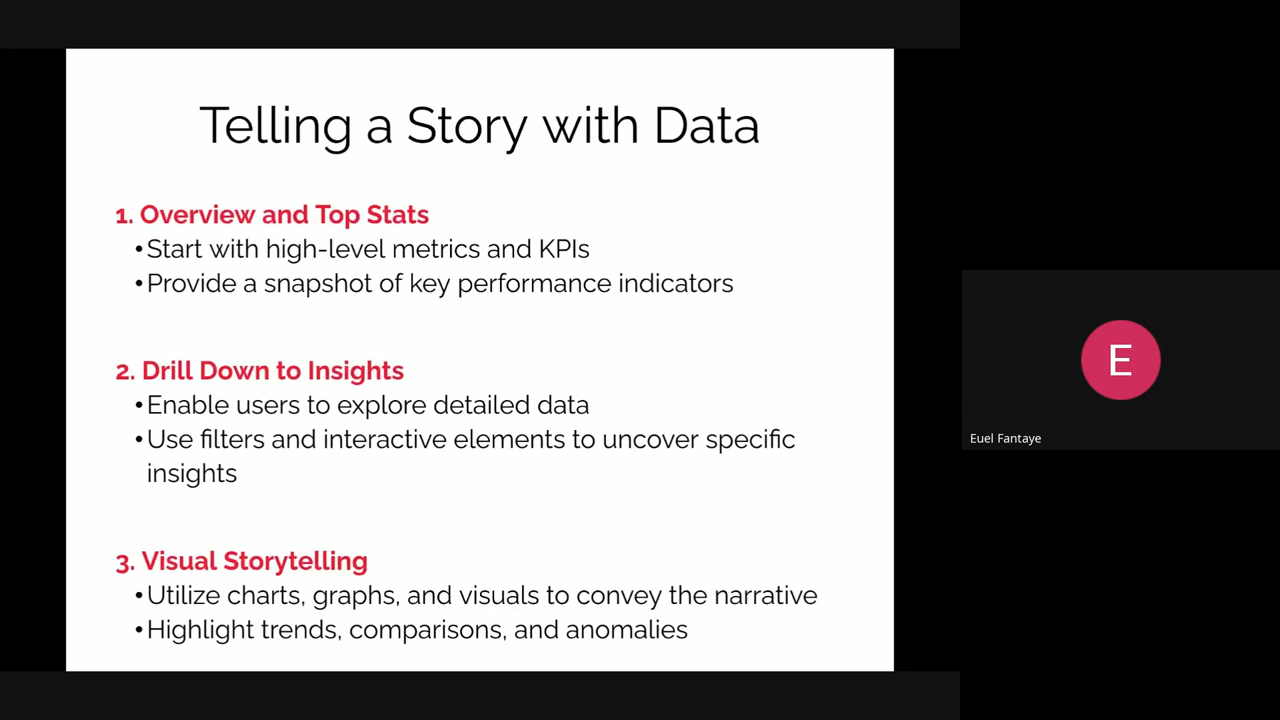 Telling a Story with Data
1. Overview and Top Stats
•Start with high-level metrics and KPIs
•Provide a snapshot of key performance indicators
2. Drill Down to Insights
•Enable users to explore detailed data
•Use filters and interactive elements to uncover specific
insights
3. Visual Storytelling
•Utilize charts, graphs, and visuals to convey the narrative
•Highlight trends, comparisons, and anomalies
E
Euel Fantaye